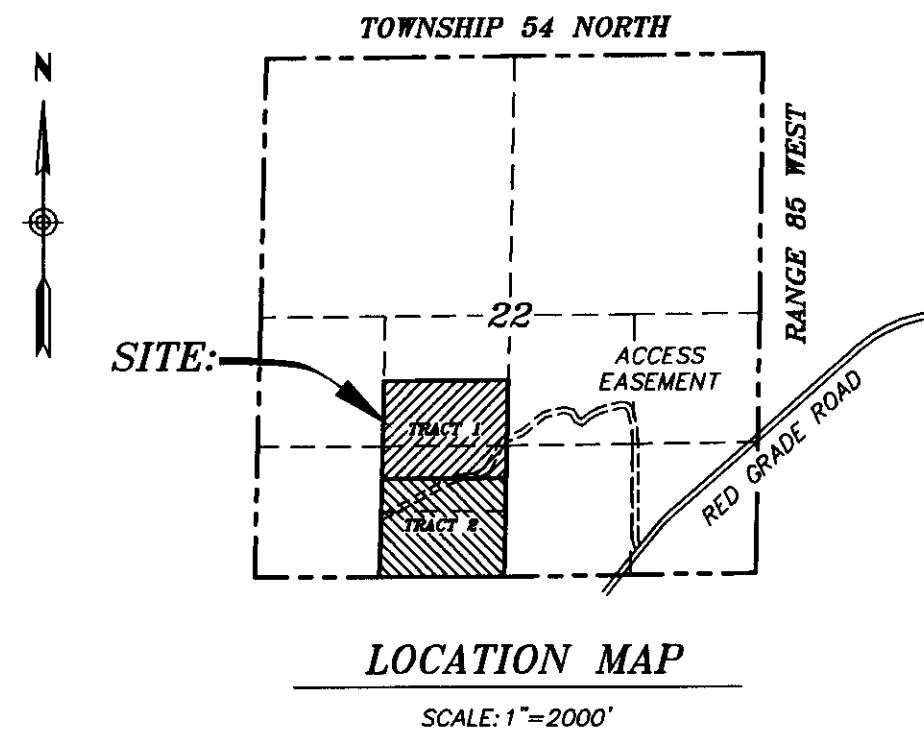 TOWNSHIP 54 NORTH
N
RANGE 85 WEST
22
SITE:
ACCESS
EASEMENT
TRACT 1
RED GRADE ROAD
TRACT 2
LOCATION MAP
SCALE: 1"=2000'